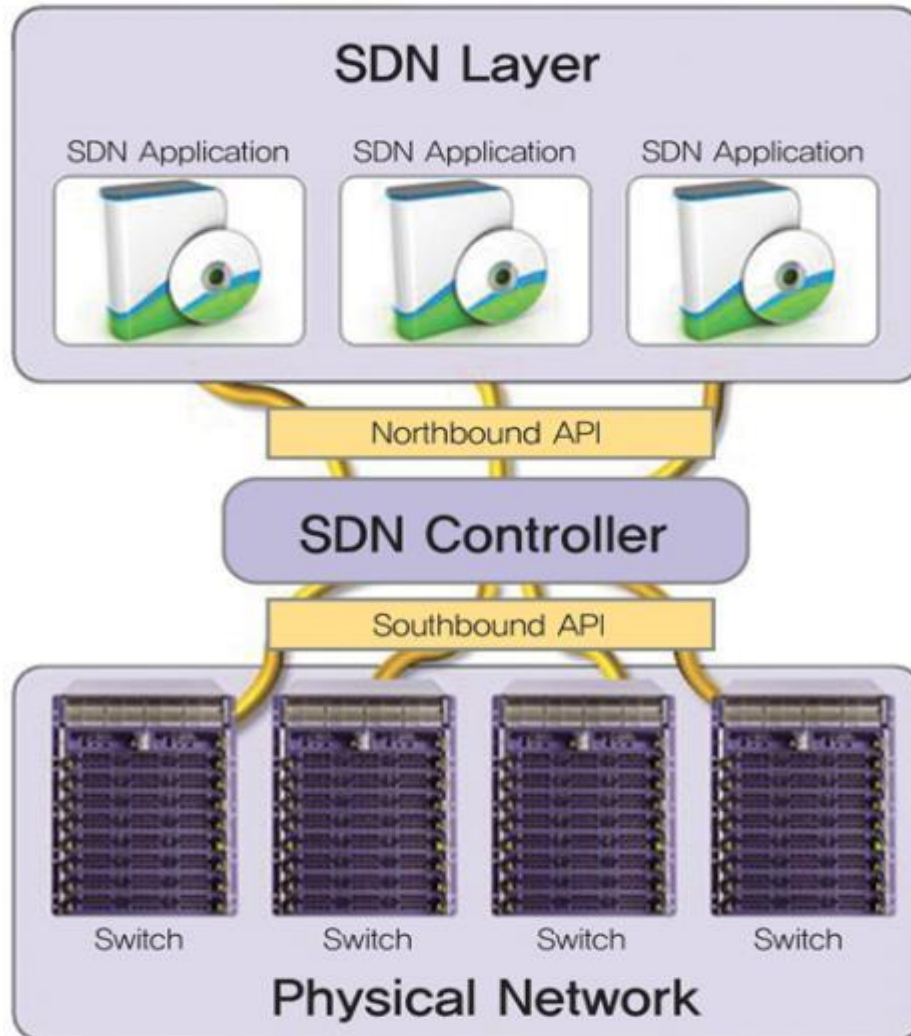 SDN Layer
SDN Application SDN Application SDN Application
Northbound API
SDN Controller
Southbound API
Switch Switch Switch Switch
Physical Network